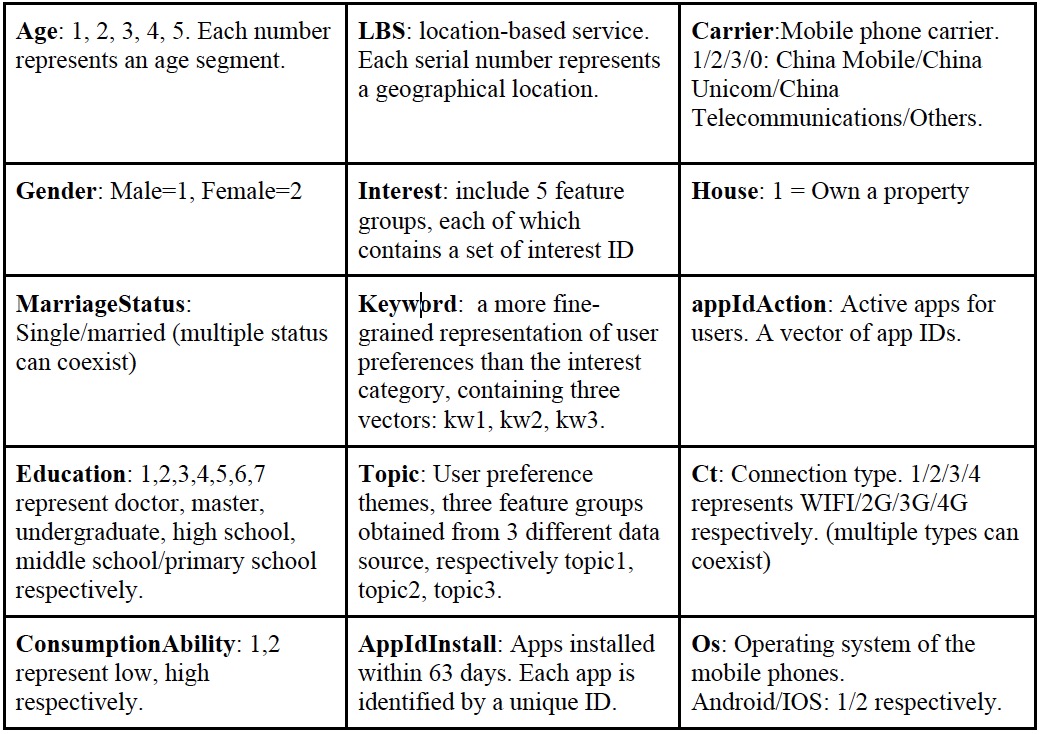 Age: 1, 2, 3, 4, 5. Each number
represents an age segment.
LBS: location-based service.
Each serial number represents
a geographical location.
Carrier:Mobile phone carrier.
1/2/3/0: China Mobile/China
Unicom/China
Telecommunications/Others.
Gender: Male=1, Female=2
Interest: include 5 feature
groups, each of which
contains a set of interest ID
House: 1 = Own a property
MarriageStatus:
Single/married (multiple status
can coexist)
Keyword:  a more fine-
grained representation of user
preferences than the interest
category, containing three
vectors: kw1, kw2, kw3.
appIdAction: Active apps for
users. A vector of app IDs.
Education: 1,2,3,4,5,6,7
represent doctor, master,
undergraduate, high school,
middle school/primary school
respectively.
Topic: User preference
themes, three feature groups
obtained from 3 different data
source, respectively topic1,
topic2, topic3.
Ct: Connection type. 1/2/3/4
represents WIFI/2G/3G/4G
respectively. (multiple types can
coexist)
ConsumptionAbility: 1,2
represent low, high
respectively.
AppIdInstall: Apps installed
within 63 days. Each app is
identified by a unique ID.
Os: Operating system of the
mobile phones.
Android/IOS: 1/2 respectively.